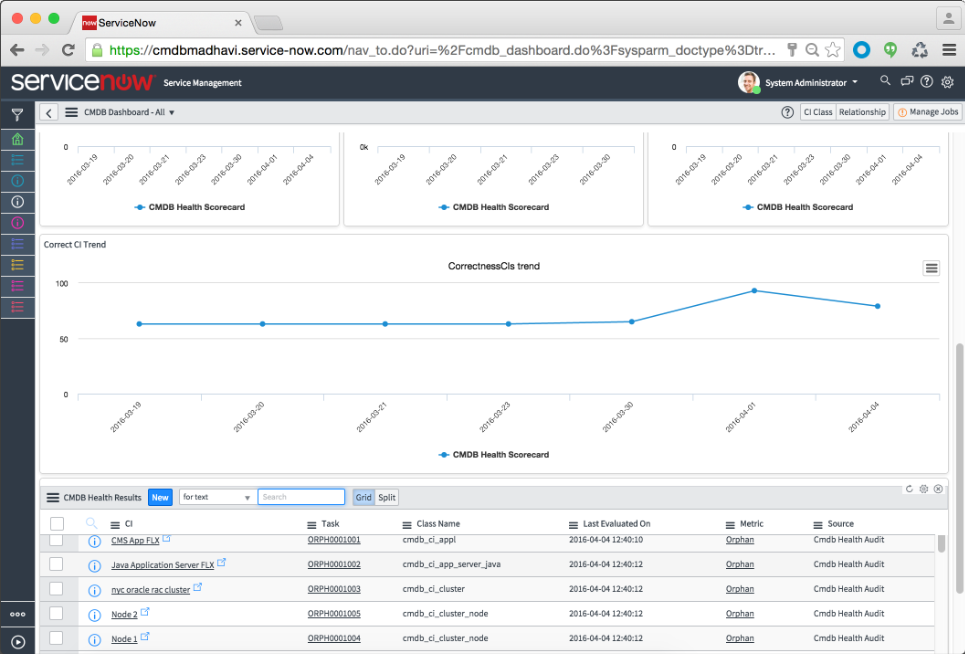 now ServiceNow ×
https://cmdbmadhavi.service-now.com/nav_to.do?uri=%2Fcmdb_dashboard.do%3Fsysparm_doctype%3Dtr...
servicenow Service Management System Administrator
CMDB Dashboard - All CI Class Relationship Manage Jobs
0 0k 0
2016-03-19 2016-03-20 2016-03-21 2016-03-23 2016-03-30 2016-04-01 2016-04-04 2016-03-19 2016-03-20 2016-03-21 2016-03-23 2016-03-30 2016-03-19 2016-03-20 2016-03-21 2016-03-23 2016-03-30 2016-04-01 2016-04-04
CMDB Health Scorecard CMDB Health Scorecard CMDB Health Scorecard
Correct CI Trend
CorrectnessCIs trend
100
50
0
2016-03-19 2016-03-20 2016-03-21 2016-03-23 2016-03-30 2016-04-01 2016-04-04
CMDB Health Scorecard
CMDB Health Results New for text Search Grid Split
CI Task Class Name Last Evaluated On Metric Source
CMS App FLX ORPH0001001 cmdb_ci_appl 2016-04-04 12:40:10 Orphan Cmdb Health Audit
Java Application Server FLX ORPH0001002 cmdb_ci_app_server_java 2016-04-04 12:40:12 Orphan Cmdb Health Audit
nyc oracle rac cluster ORPH0001003 cmdb_ci_cluster 2016-04-04 12:40:12 Orphan Cmdb Health Audit
Node 2 ORPH0001005 cmdb_ci_cluster_node 2016-04-04 12:40:12 Orphan Cmdb Health Audit
Node 1 ORPH0001004 cmdb_ci_cluster_node 2016-04-04 12:40:12 Orphan Cmdb Health Audit